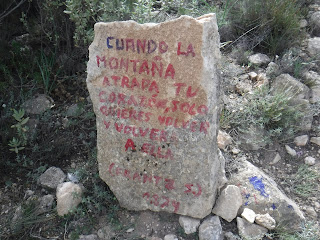 CUANDO LA
MONTAÑA
ATRAPA TU
CORAZÓN, SOLO
QUIERES VOLVER
Y VOLVER
A ELLA